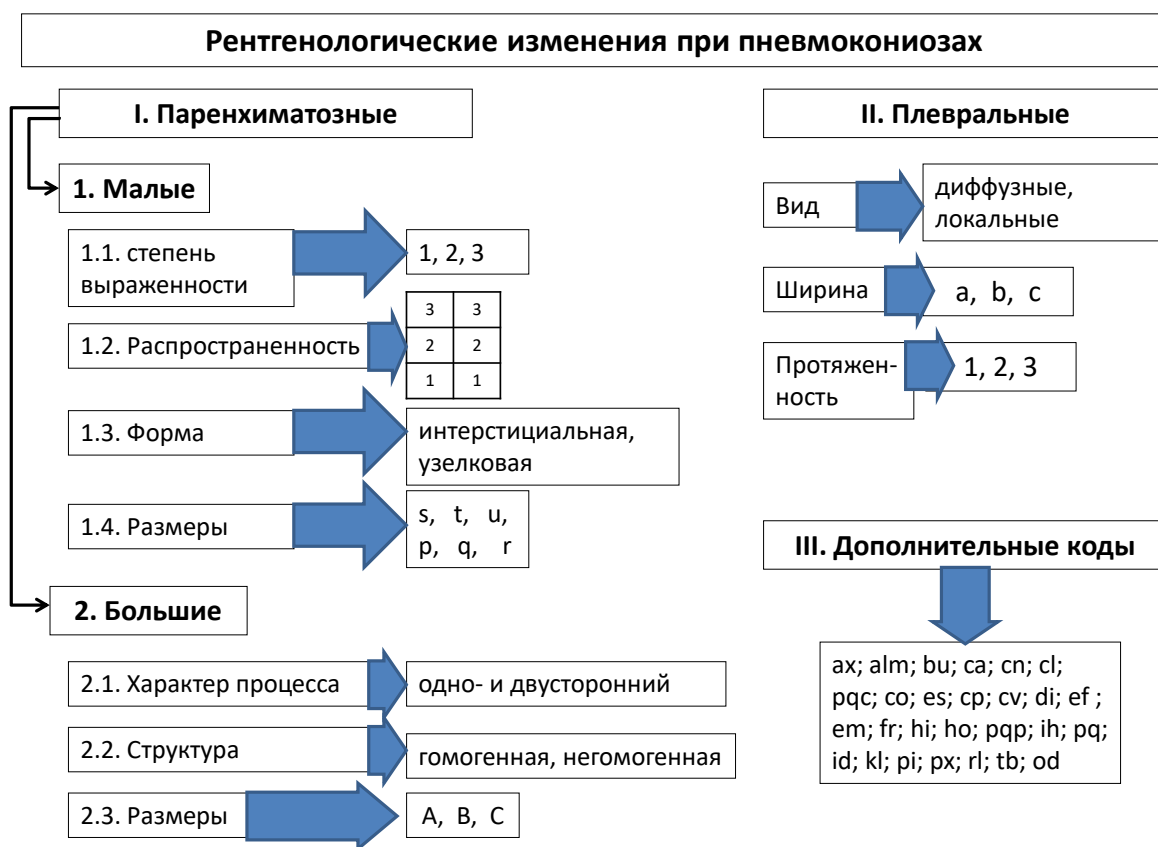 Рентгенологические изменения при пневмокониозах
I. Паренхиматозные
1. Малые
1.1. степень
выраженности
1, 2, 3
1.2. Распространенность
3 3
2 2
1 1
1.3. Форма
интерстициальная,
узелковая
1.4. Размеры
s, t, u,
p, q, r
2. Большие
2.1. Характер процесса
одно- и двусторонний
2.2. Структура
гомогенная, негомогенная
2.3. Размеры
A, B, C
II. Плевральные
Вид
диффузные,
локальные
Ширина
a, b, c
Протяжен-
ность
1, 2, 3
III. Дополнительные коды
ax; alm; bu; ca; cn; cl;
pqc; co; es; cp; cv; di; ef ;
em; fr; hi; ho; pqp; ih; pq;
id; kl; pi; px; rl; tb; od